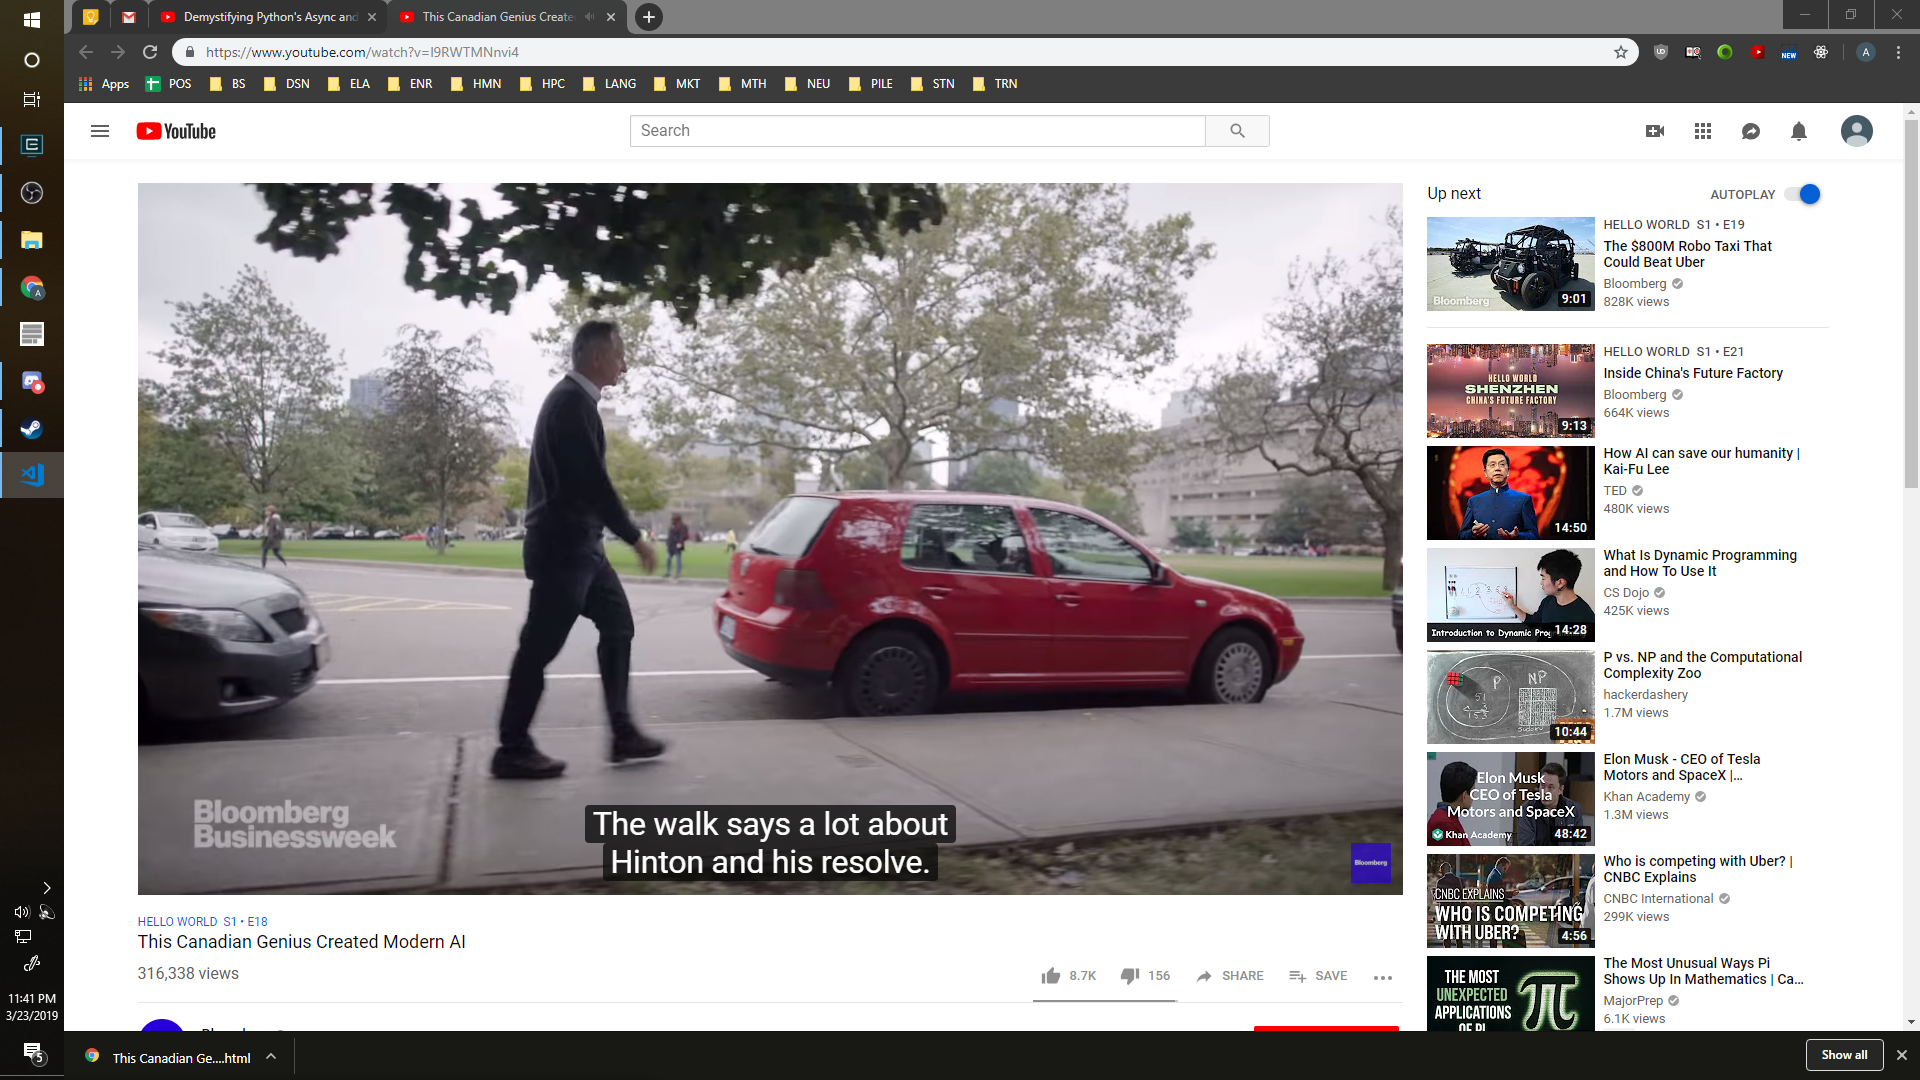 Demystifying Python's Async and
This Canadian Genius Create
https://www.youtube.com/watch?v=I9RWTMNnvi4
A
Apps
POS
BS
DSN
ELA
ENR
HMN
HPC
LANG
MKT
MTH
NEU
PILE
STN
TRN
YouTube
Search
Bloomberg
Businessweek
The walk says a lot about
Hinton and his resolve.
Bloomberg
HELLO WORLD S1 • E18
This Canadian Genius Created Modern AI
316,338 views
8.7K
156
SHARE
SAVE
Up next
AUTOPLAY
Bloomberg
9:01
HELLO WORLD S1 • E19
The $800M Robo Taxi That
Could Beat Uber
Bloomberg
828K views
HELLO WORLD
SHENZHEN
CHINA'S FUTURE FACTORY
9:13
HELLO WORLD S1 • E21
Inside China's Future Factory
Bloomberg
664K views
14:50
How AI can save our humanity |
Kai-Fu Lee
TED
480K views
Introduction to Dynamic
14:28
What Is Dynamic Programming
and How To Use It
CS Dojo
425K views
P
NP
10:44
P vs. NP and the Computational
Complexity Zoo
hackerdashery
1.7M views
Elon Musk
CEO of Tesla
Motors and SpaceX
Khan Academy
48:42
Elon Musk - CEO of Tesla
Motors and SpaceX |...
Khan Academy
1.3M views
CNBC EXPLAINS
WHO IS COMPETING
WITH UBER?
4:56
Who is competing with Uber? |
CNBC Explains
CNBC International
299K views
THE MOST
UNEXPECTED
APPLICATIONS
OF PI
π
The Most Unusual Ways Pi
Shows Up In Mathematics | Ca...
MajorPrep
6.1K views
11:41 PM
3/23/2019
5
This Canadian Ge....html
Show all